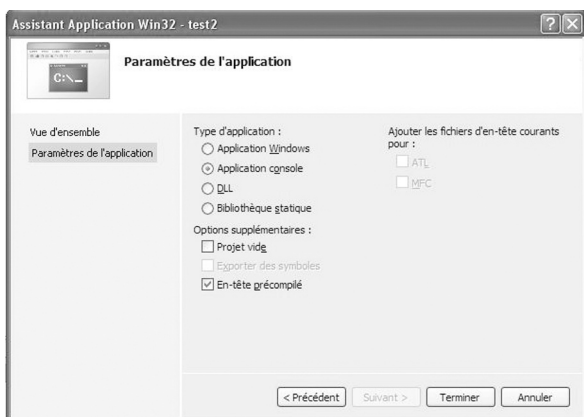 Assistant Application Win32 - test2
C:\_
Paramètres de l'application
Vue d'ensemble
Paramètres de l'application
Type d'application :
Application Windows
Application console
DLL
Bibliothèque statique
Options supplémentaires :
Projet vide
Exporter des symboles
En-tête précompilé
Ajouter les fichiers d'en-tête courants
pour :
ATL
MFC
< Précédent
Suivant >
Terminer
Annuler